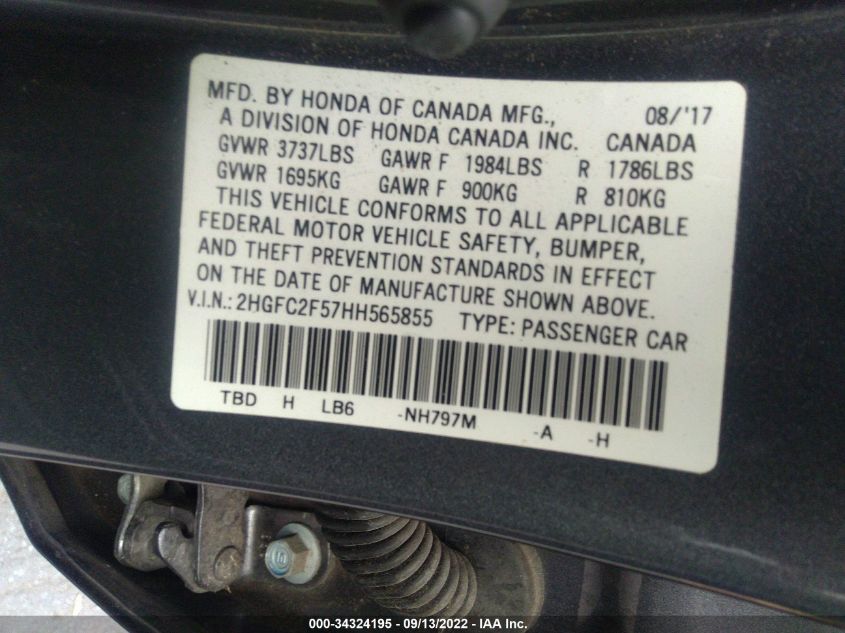 MFD. BY HONDA OF CANADA MFG., 08/'17
A DIVISION OF HONDA CANADA INC. CANADA
GVWR 3737LBS GAWR F 1984LBS R 1786LBS
GVWR 1695KG GAWR F 900KG R 810KG
THIS VEHICLE CONFORMS TO ALL APPLICABLE
FEDERAL MOTOR VEHICLE SAFETY, BUMPER,
AND THEFT PREVENTION STANDARDS IN EFFECT
ON THE DATE OF MANUFACTURE SHOWN ABOVE.
V.I.N.: 2HGFC2F57HH565855 TYPE: PASSENGER CAR
TBD H LB6 -NH797M -A -H
000-34324195 - 09/13/2022 - IAA Inc.